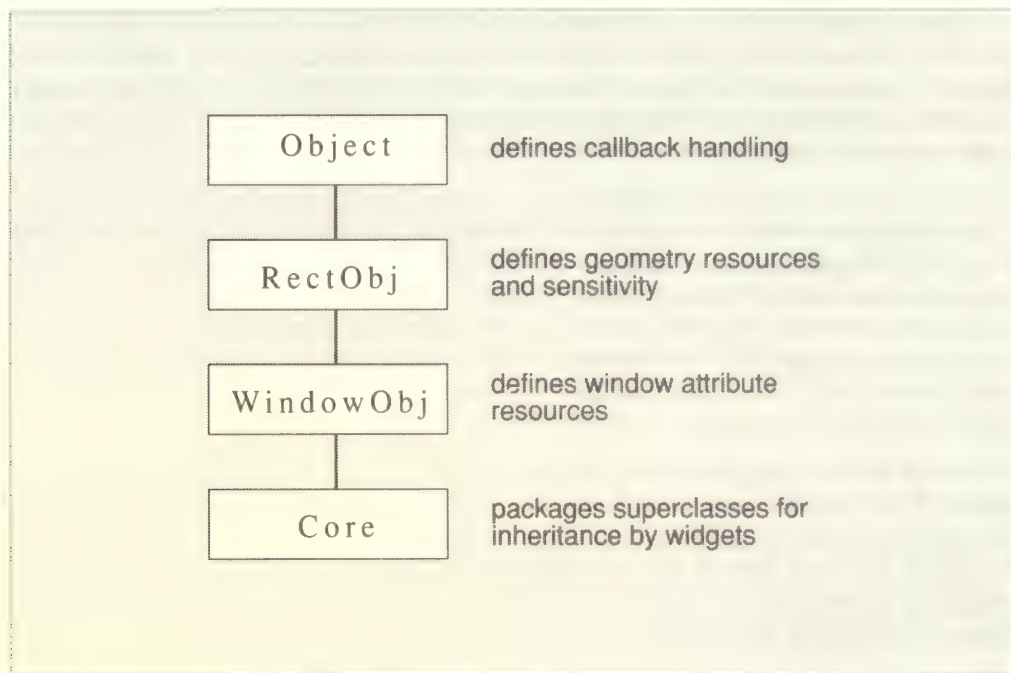 Object
defines callback handling
RectObj
defines geometry resources
and sensitivity
WindowObj
defines window attribute
resources
Core
packages superclasses for
inheritance by widgets